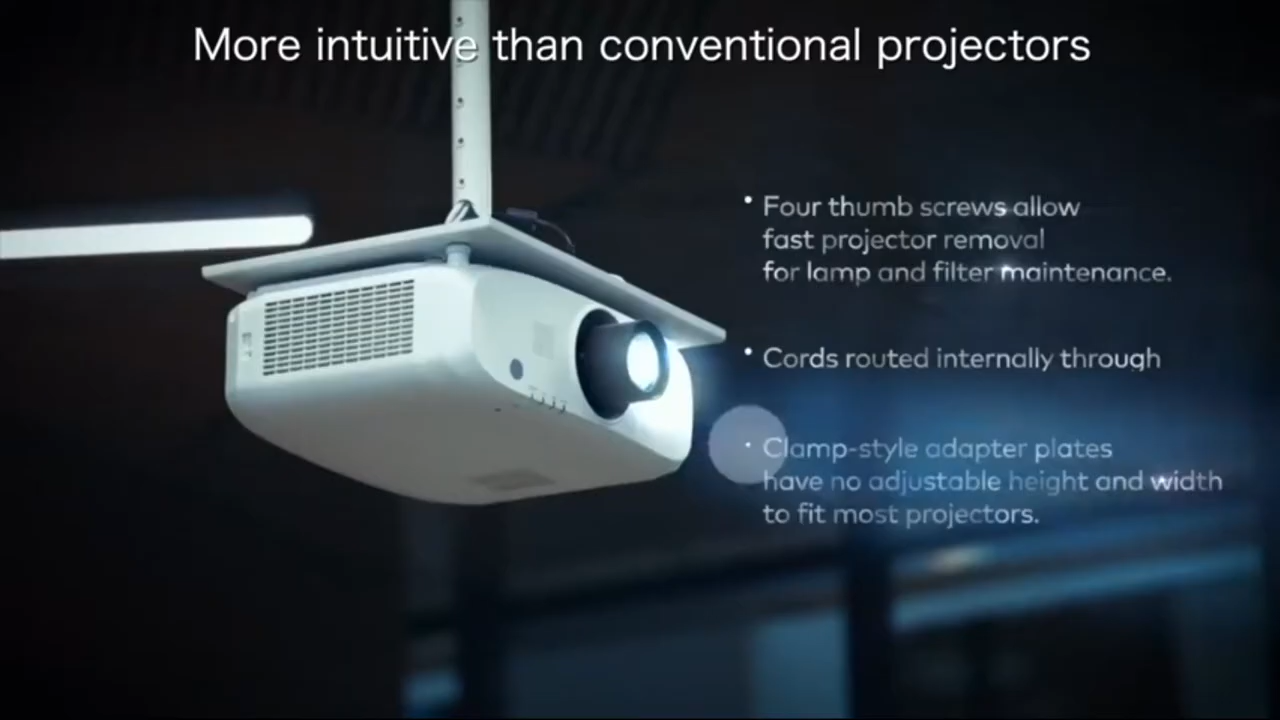 More intuitive than conventional projectors
• Four thumb screws allow
fast projector removal
for lamp and filter maintenance.
• Cords routed internally through
• Clamp-style adapter plates
have no adjustable height and width
to fit most projectors.